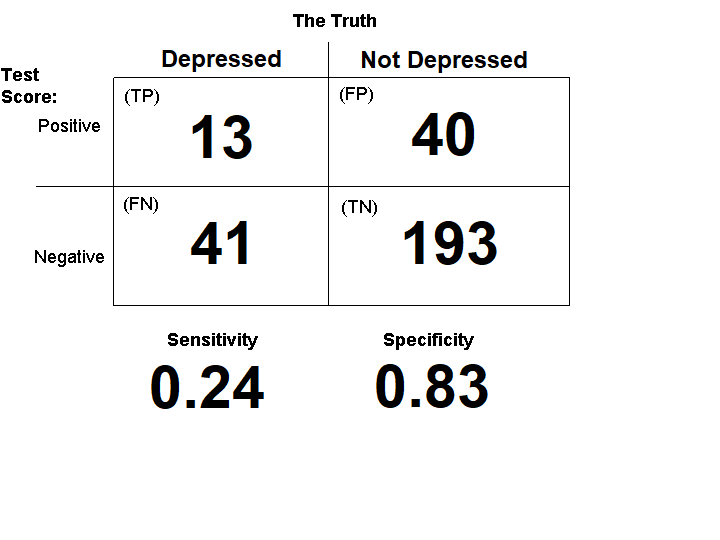 The Truth
Depressed Not Depressed
Test
Score:
(TP) (FP)
Positive 13 40
(FN) (TN)
Negative 41 193
Sensitivity Specificity
0.24 0.83